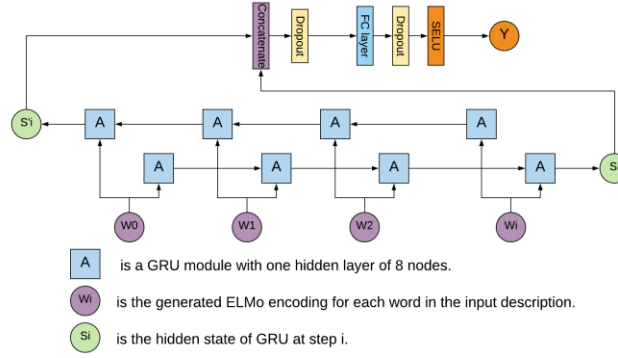 Concatenate
Dropout
FC layer
Dropout
SELU
Y
S'i
A
A
A
A
A
A
A
A
S
W0
W1
W2
Wi
A is a GRU module with one hidden layer of 8 nodes.
Wi is the generated ELMo encoding for each word in the input description.
Si is the hidden state of GRU at step i.